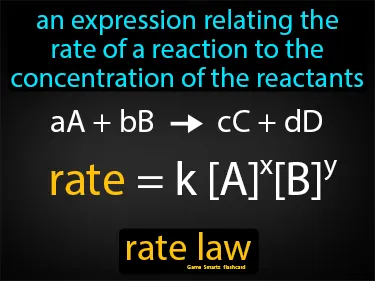 an expression relating the
rate of a reaction to the
concentration of the reactants
aA + bB → cC + dD
rate = k [A]ˣ[B]ʸ
rate law
Game Smartz flashcard